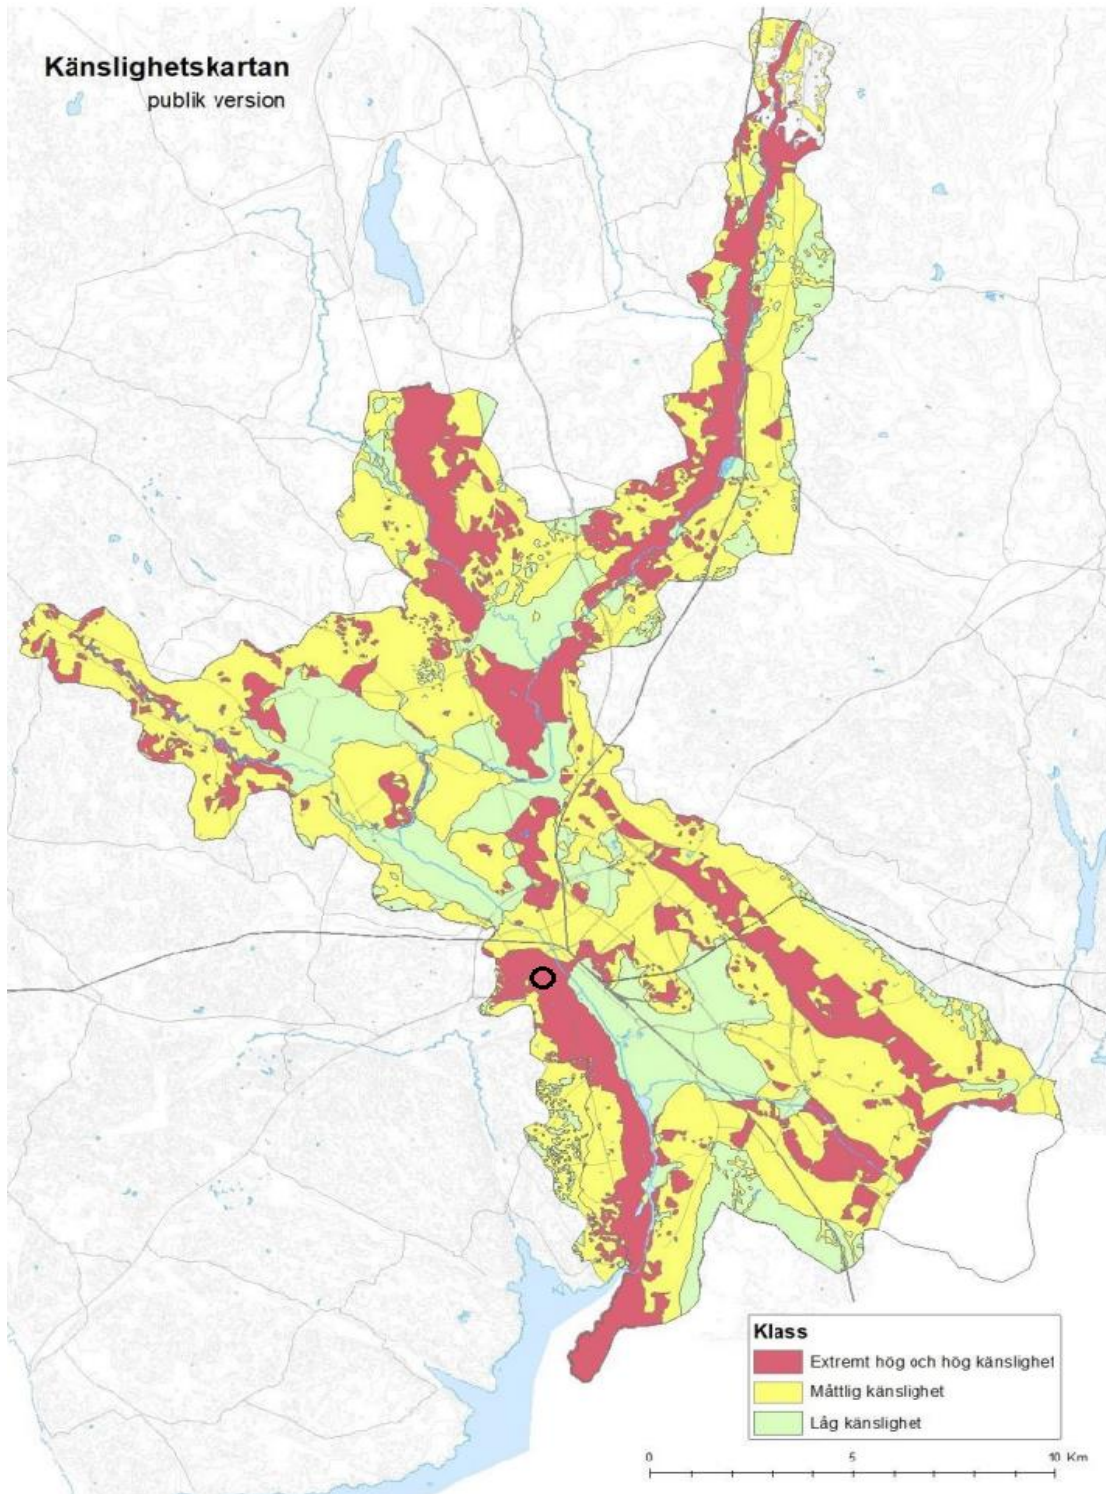 Känslighetskartan
publik version
Klass
Extremt hög och hög känslighet
Måttlig känslighet
Låg känslighet
0 5 10 Km